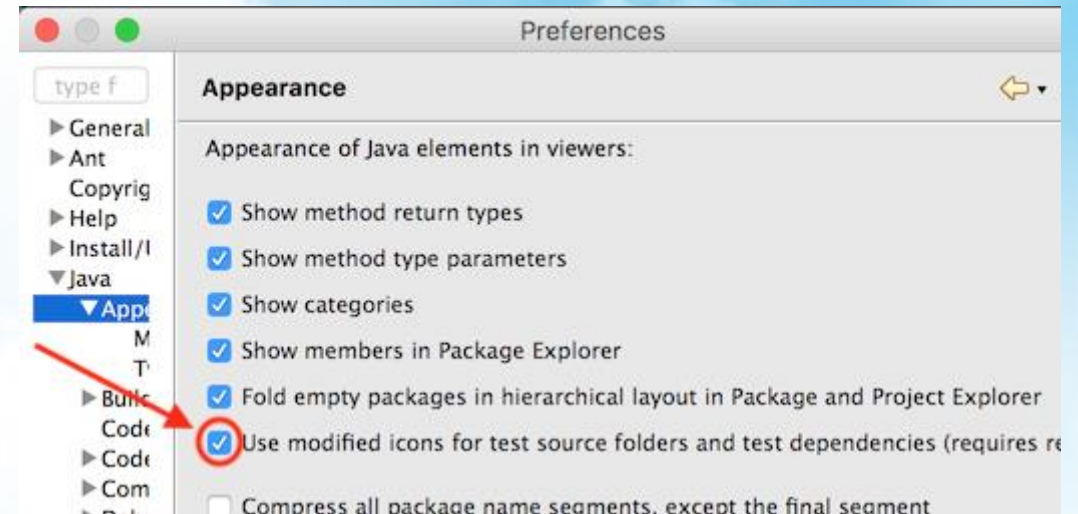 Preferences
type f
Appearance
General
Ant
Copyrig
Help
Install/
Java
Appe
M
T
Code
Code
Com
Appearance of Java elements in viewers:
Show method return types
Show method type parameters
Show categories
Show members in Package Explorer
Fold empty packages in hierarchical layout in Package and Project Explorer
Use modified icons for test source folders and test dependencies (requires re
Compress all package name segments, except the final segment